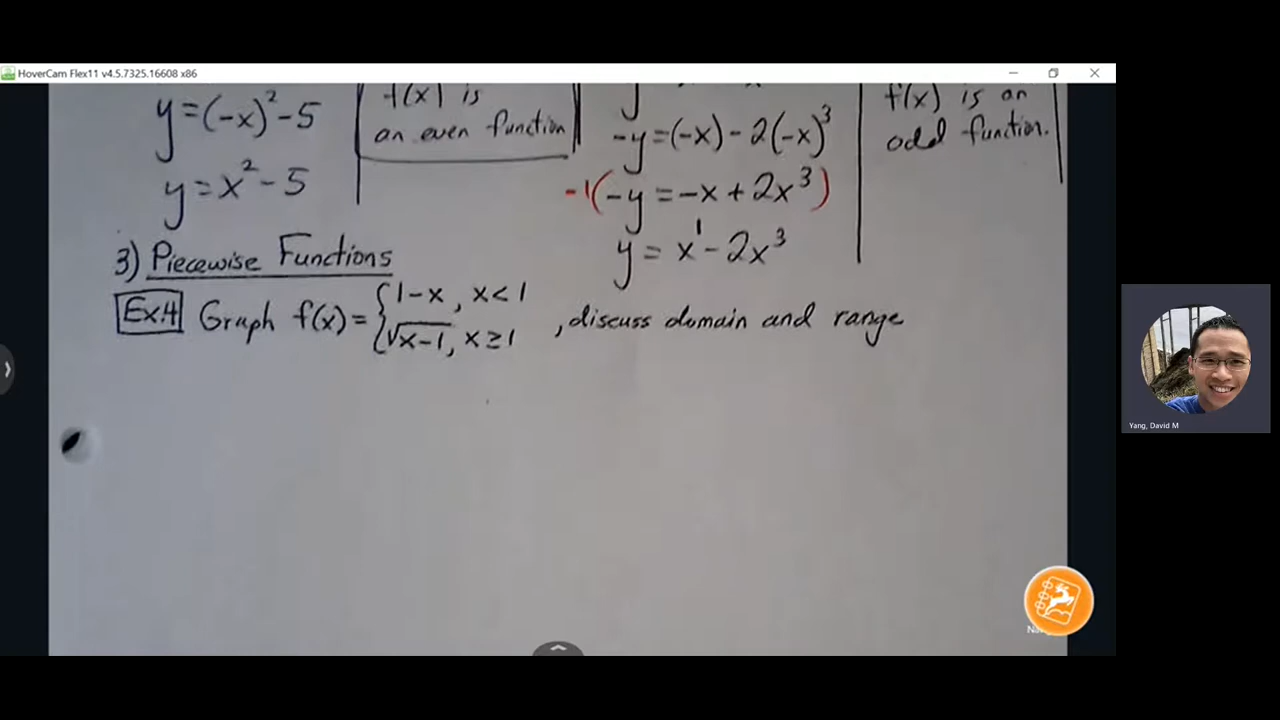 HoverCam Flex11 v4.5.7325.16608 x86
y=(-x)²-5
y=x²-5
f(x) is
an even function
-y=(-x)-2(-x)³
-1(-y=-x+2x³)
y=x¹-2x³
f(x) is an
odd function.
3) Piecewise Functions
Ex.4 Graph f(x)={1-x, x<1
{√x-1, x≥1
, discuss domain and range
Yang, David M